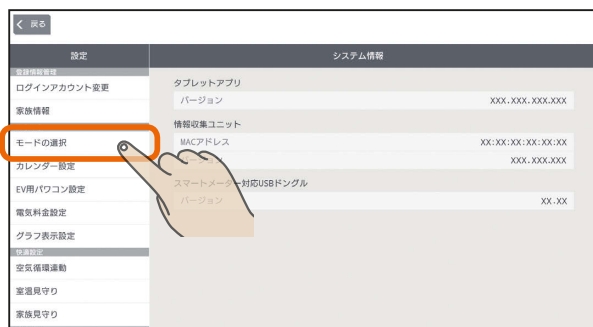 戻る
設定
システム情報
登録情報管理
ログインアカウント変更
家族情報
モードの選択
カレンダー設定
EV用パワコン設定
電気料金設定
グラフ表示設定
快適設定
空気循環連動
室温見守り
家族見守り
タブレットアプリ
バージョン XXX.XXX.XXX.XXX
情報収集ユニット
MACアドレス XX:XX:XX:XX:XX:XX
バージョン XXX.XXX.XXX
スマートメーター対応USBドングル
バージョン XX.XX